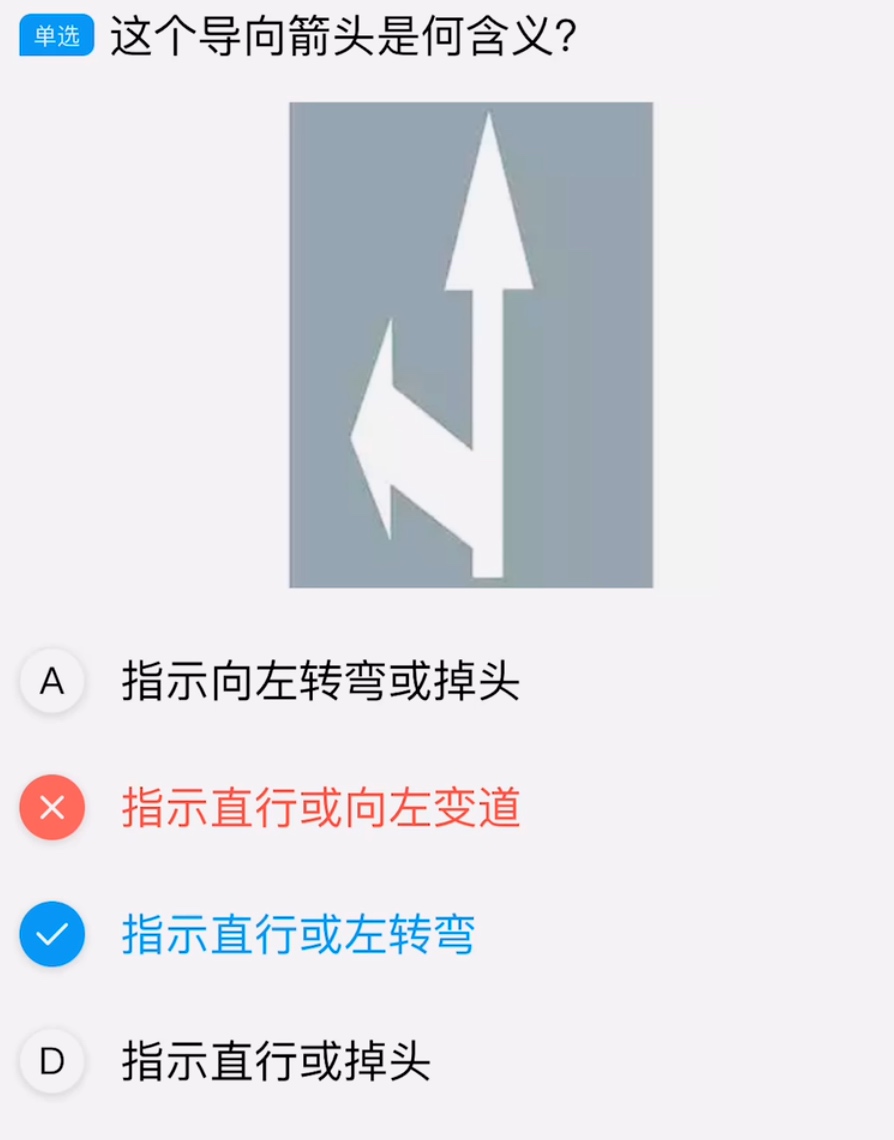 单选 这个导向箭头是何含义?
A 指示向左转弯或掉头
指示直行或向左变道
指示直行或左转弯
D 指示直行或掉头